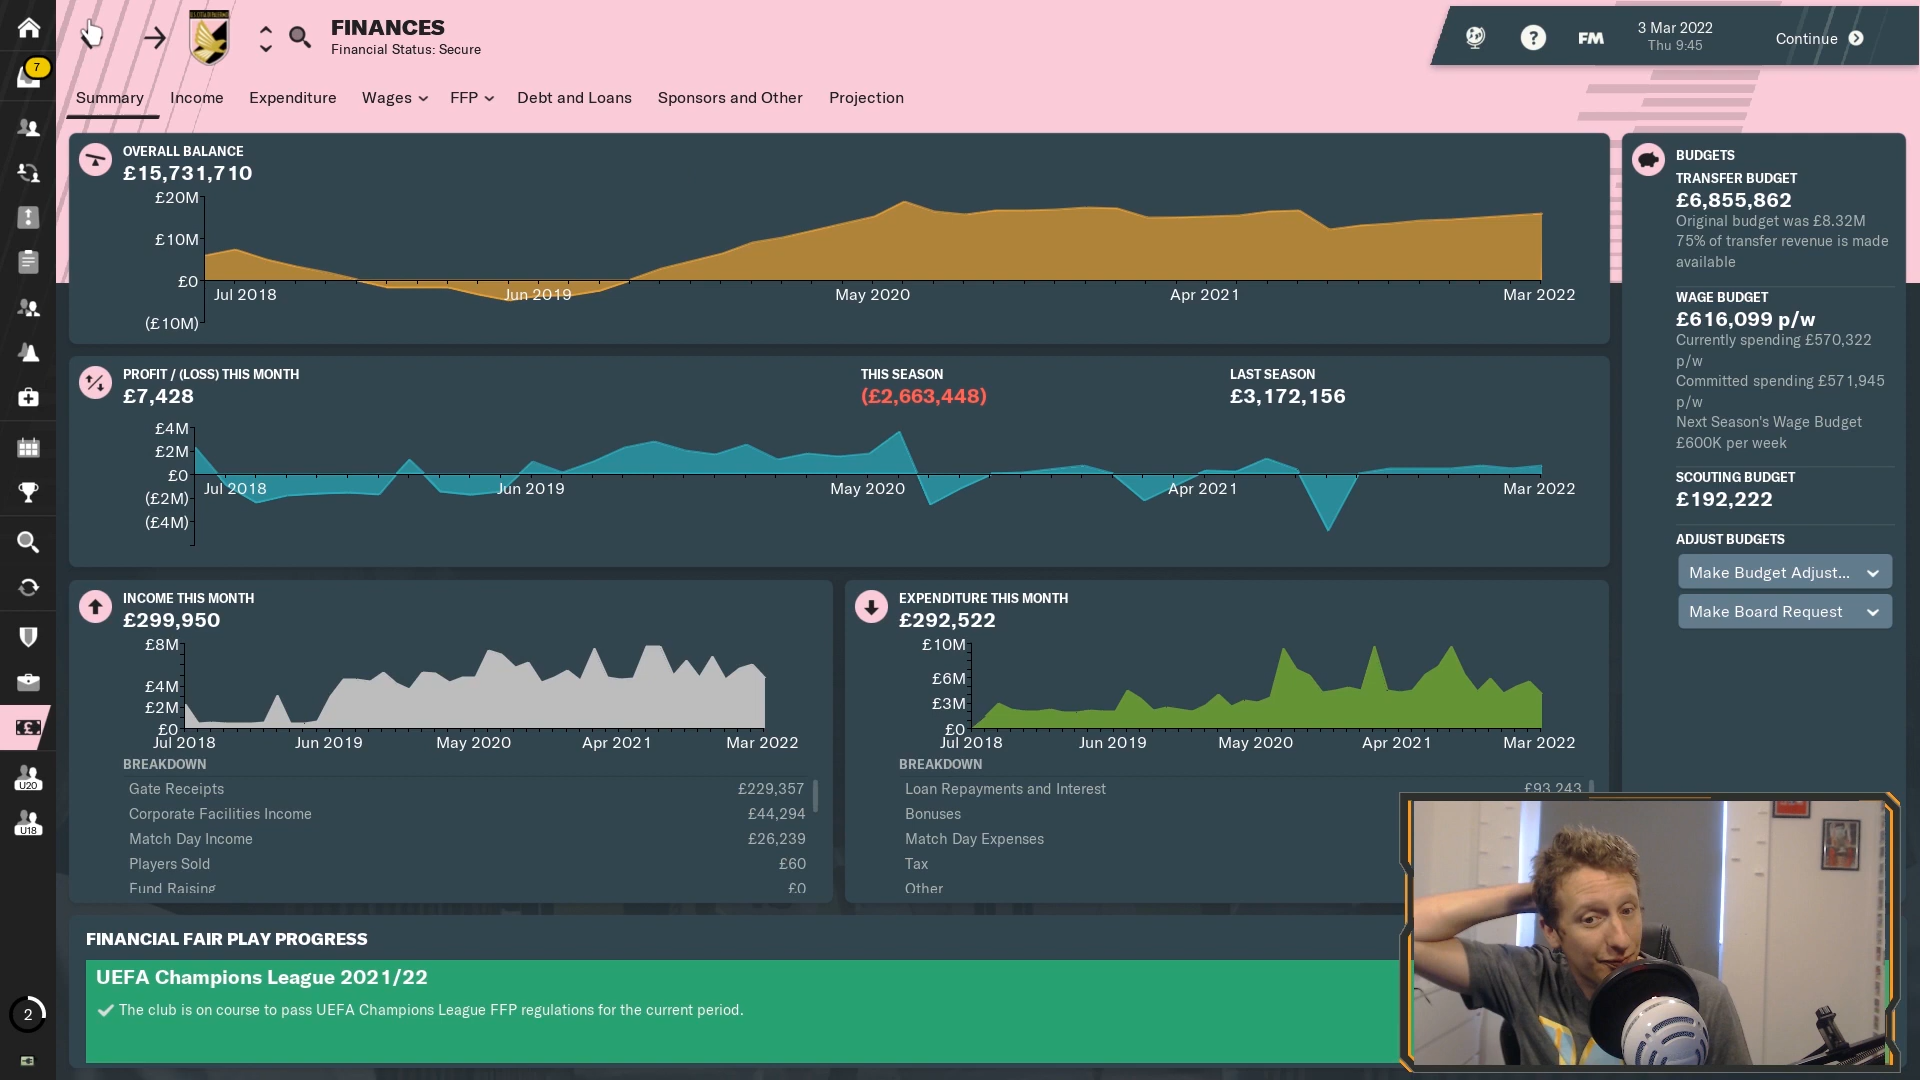 FINANCES
Financial Status: Secure
3 Mar 2022
Thu 9:45
FM
?
Continue
7
Summary
Income
Expenditure
Wages
FFP
Debt and Loans
Sponsors and Other
Projection
OVERALL BALANCE
£15,731,710
£20M
£10M
£0
(£10M)
Jul 2018
Jun 2019
May 2020
Apr 2021
Mar 2022
PROFIT / (LOSS) THIS MONTH
£7,428
THIS SEASON
(£2,663,448)
LAST SEASON
£3,172,156
£4M
£2M
£0
(£2M)
(£4M)
Jul 2018
Jun 2019
May 2020
Apr 2021
Mar 2022
INCOME THIS MONTH
£299,950
£8M
£4M
£2M
£0
Jul 2018
Jun 2019
May 2020
Apr 2021
Mar 2022
BREAKDOWN
Gate Receipts £229,357
Corporate Facilities Income £44,294
Match Day Income £26,239
Players Sold £60
Fund Raising £0
EXPENDITURE THIS MONTH
£292,522
£10M
£6M
£3M
£0
Jul 2018
Jun 2019
May 2020
Apr 2021
Mar 2022
BREAKDOWN
Loan Repayments and Interest £93,243
Bonuses
Match Day Expenses
Tax
Other
BUDGETS
TRANSFER BUDGET
£6,855,862
Original budget was £8.32M
75% of transfer revenue is made
available
WAGE BUDGET
£616,099 p/w
Currently spending £570,322
p/w
Committed spending £571,945
p/w
Next Season's Wage Budget
£600K per week
SCOUTING BUDGET
£192,222
ADJUST BUDGETS
Make Budget Adjust...
Make Board Request
FINANCIAL FAIR PLAY PROGRESS
UEFA Champions League 2021/22
The club is on course to pass UEFA Champions League FFP regulations for the current period.
U20
U18
2